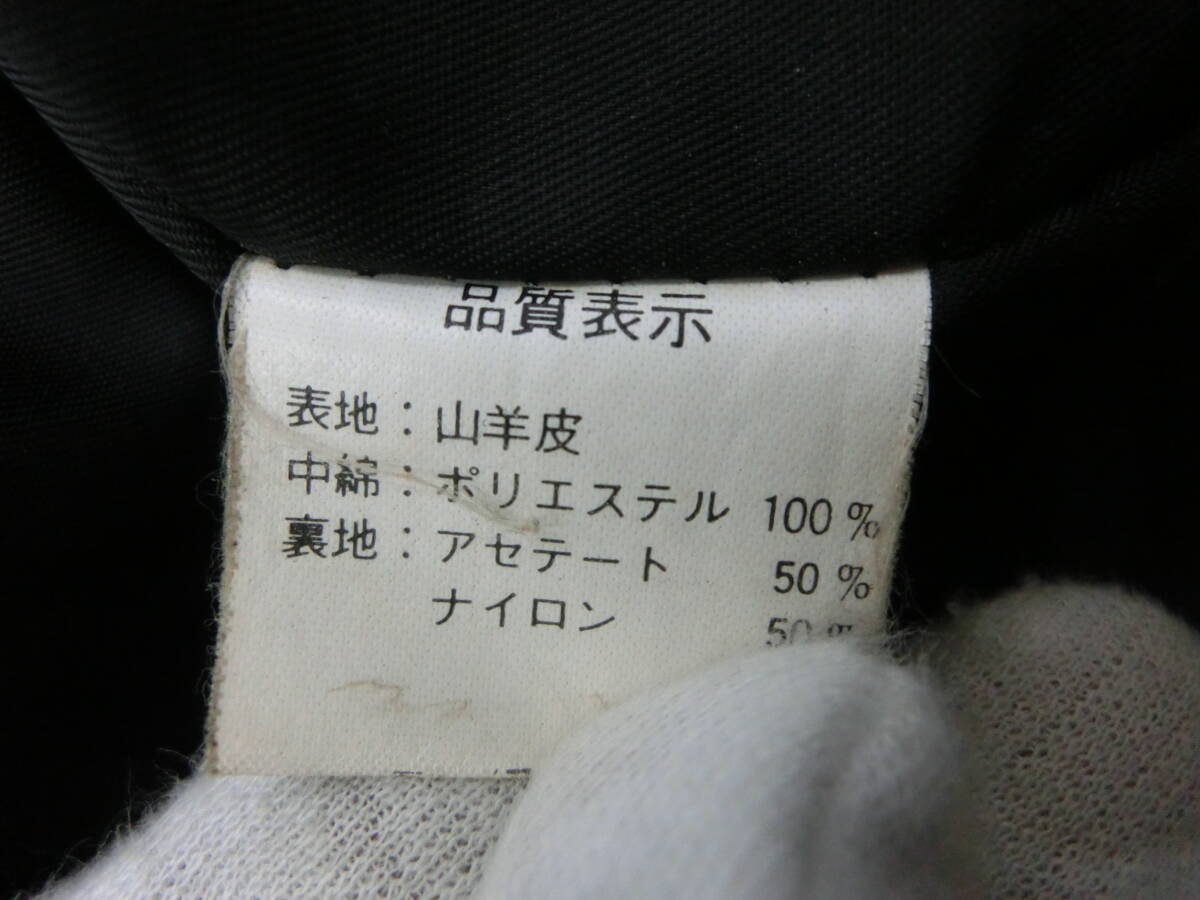 品質表示
表地：山羊皮
中綿：ポリエステル 100%
裏地：アセテート 50%
ナイロン 50%